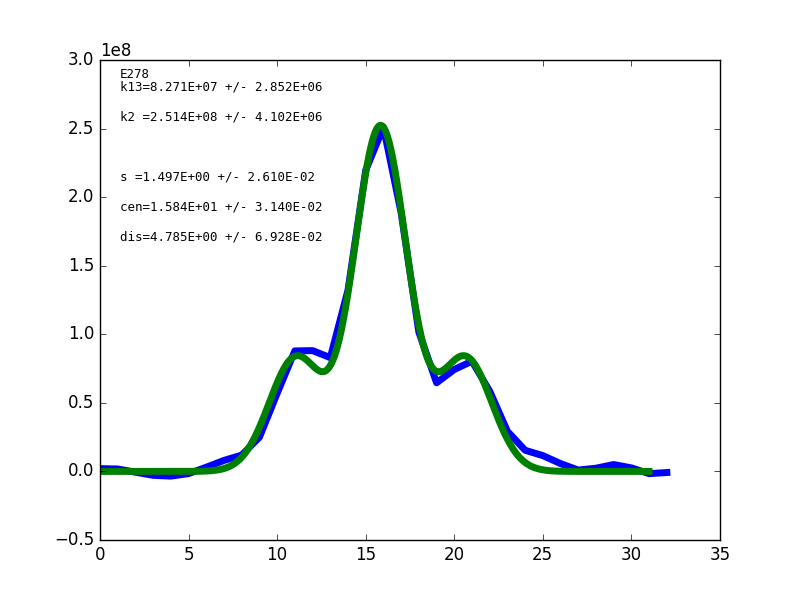 1e8
3.0
2.5
2.0
1.5
1.0
0.5
0.0
−0.5
E278
k13=8.271E+07 +/- 2.852E+06
k2 =2.514E+08 +/- 4.102E+06
s =1.497E+00 +/- 2.610E-02
cen=1.584E+01 +/- 3.140E-02
dis=4.785E+00 +/- 6.928E-02
0 5 10 15 20 25 30 35